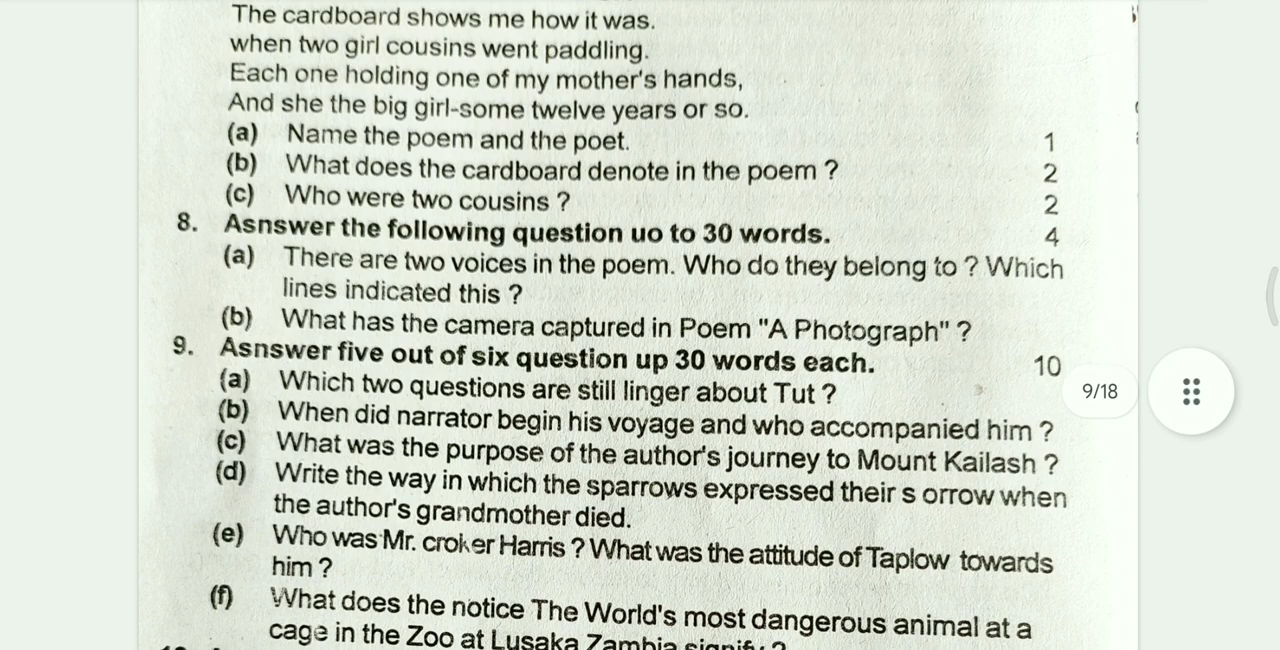 The cardboard shows me how it was.
when two girl cousins went paddling.
Each one holding one of my mother's hands,
And she the big girl-some twelve years or so.
(a) Name the poem and the poet. 1
(b) What does the cardboard denote in the poem ? 2
(c) Who were two cousins ? 2
8. Asnswer the following question uo to 30 words. 4
(a) There are two voices in the poem. Who do they belong to ? Which
lines indicated this ?
(b) What has the camera captured in Poem "A Photograph" ?
9. Asnswer five out of six question up 30 words each. 10
(a) Which two questions are still linger about Tut ?
9/18
(b) When did narrator begin his voyage and who accompanied him ?
(c) What was the purpose of the author's journey to Mount Kailash ?
(d) Write the way in which the sparrows expressed their s orrow when
the author's grandmother died.
(e) Who was Mr. croker Harris ? What was the attitude of Taplow towards
him ?
(f) What does the notice The World's most dangerous animal at a
cage in the Zoo at Lusaka Zambia signify ?